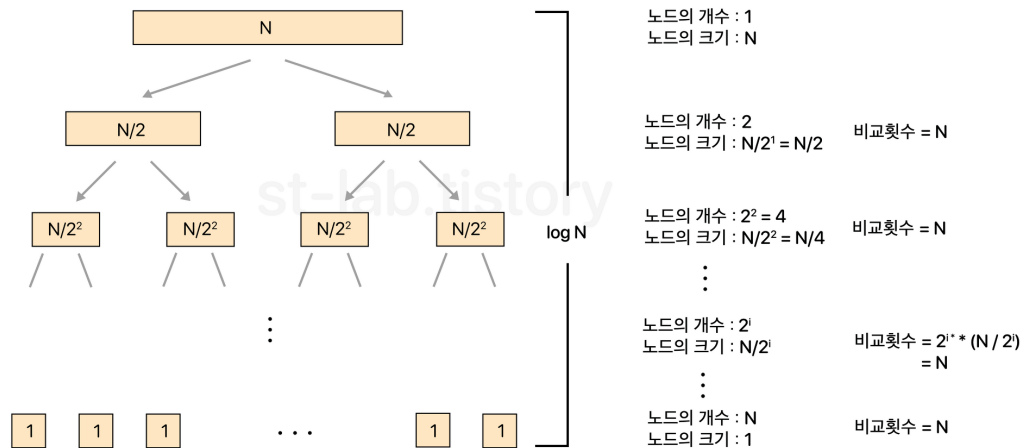 N
노드의 개수 : 1
노드의 크기 : N
N/2
N/2
노드의 개수 : 2
노드의 크기 : N/2¹ = N/2
비교횟수 = N
st-lab.tistory
N/2²
N/2²
N/2²
N/2²
log N
노드의 개수 : 2² = 4
노드의 크기 : N/2² = N/4
비교횟수 = N
노드의 개수 : 2ⁱ
노드의 크기 : N/2ⁱ
비교횟수 = 2ⁱ* * (N / 2ⁱ)
= N
1
1
1
· · ·
1
1
노드의 개수 : N
노드의 크기 : 1
비교횟수 = N